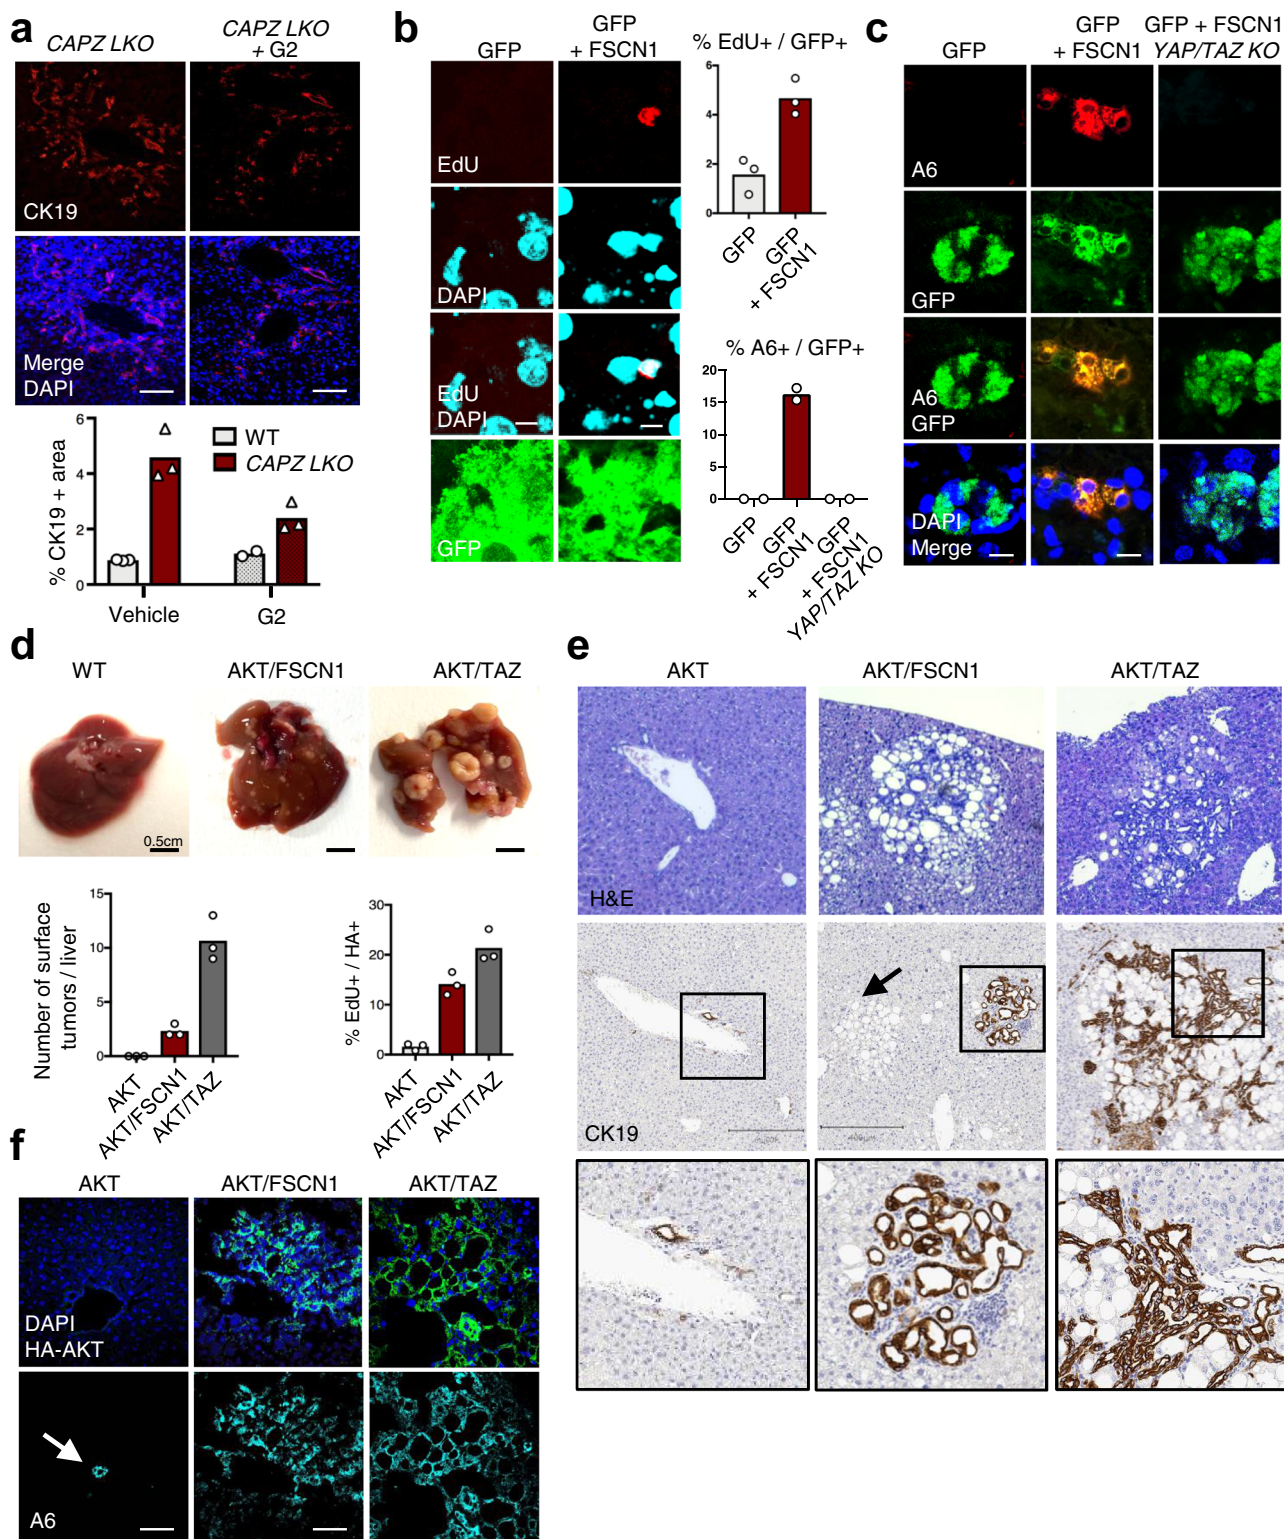 a
CAPZ LKO
CAPZ LKO
+ G2
CK19
Merge
DAPI
% CK19 + area
6
4
2
0
WT
CAPZ LKO
Vehicle
G2
b
GFP
GFP
+ FSCN1
EdU
DAPI
EdU
DAPI
GFP
% EdU+ / GFP+
6
4
2
0
GFP
GFP
+ FSCN1
% A6+ / GFP+
20
15
10
5
0
GFP
GFP
+ FSCN1
GFP
+ FSCN1
YAP/TAZ KO
c
GFP
GFP
+ FSCN1
GFP + FSCN1
YAP/TAZ KO
A6
GFP
A6
GFP
DAPI
Merge
d
WT
AKT/FSCN1
AKT/TAZ
0.5cm
Number of surface
tumors / liver
15
10
5
0
AKT
AKT/FSCN1
AKT/TAZ
% EdU+ / HA+
30
20
10
0
AKT
AKT/FSCN1
AKT/TAZ
e
AKT
AKT/FSCN1
AKT/TAZ
H&E
CK19
f
AKT
AKT/FSCN1
AKT/TAZ
DAPI
HA-AKT
A6